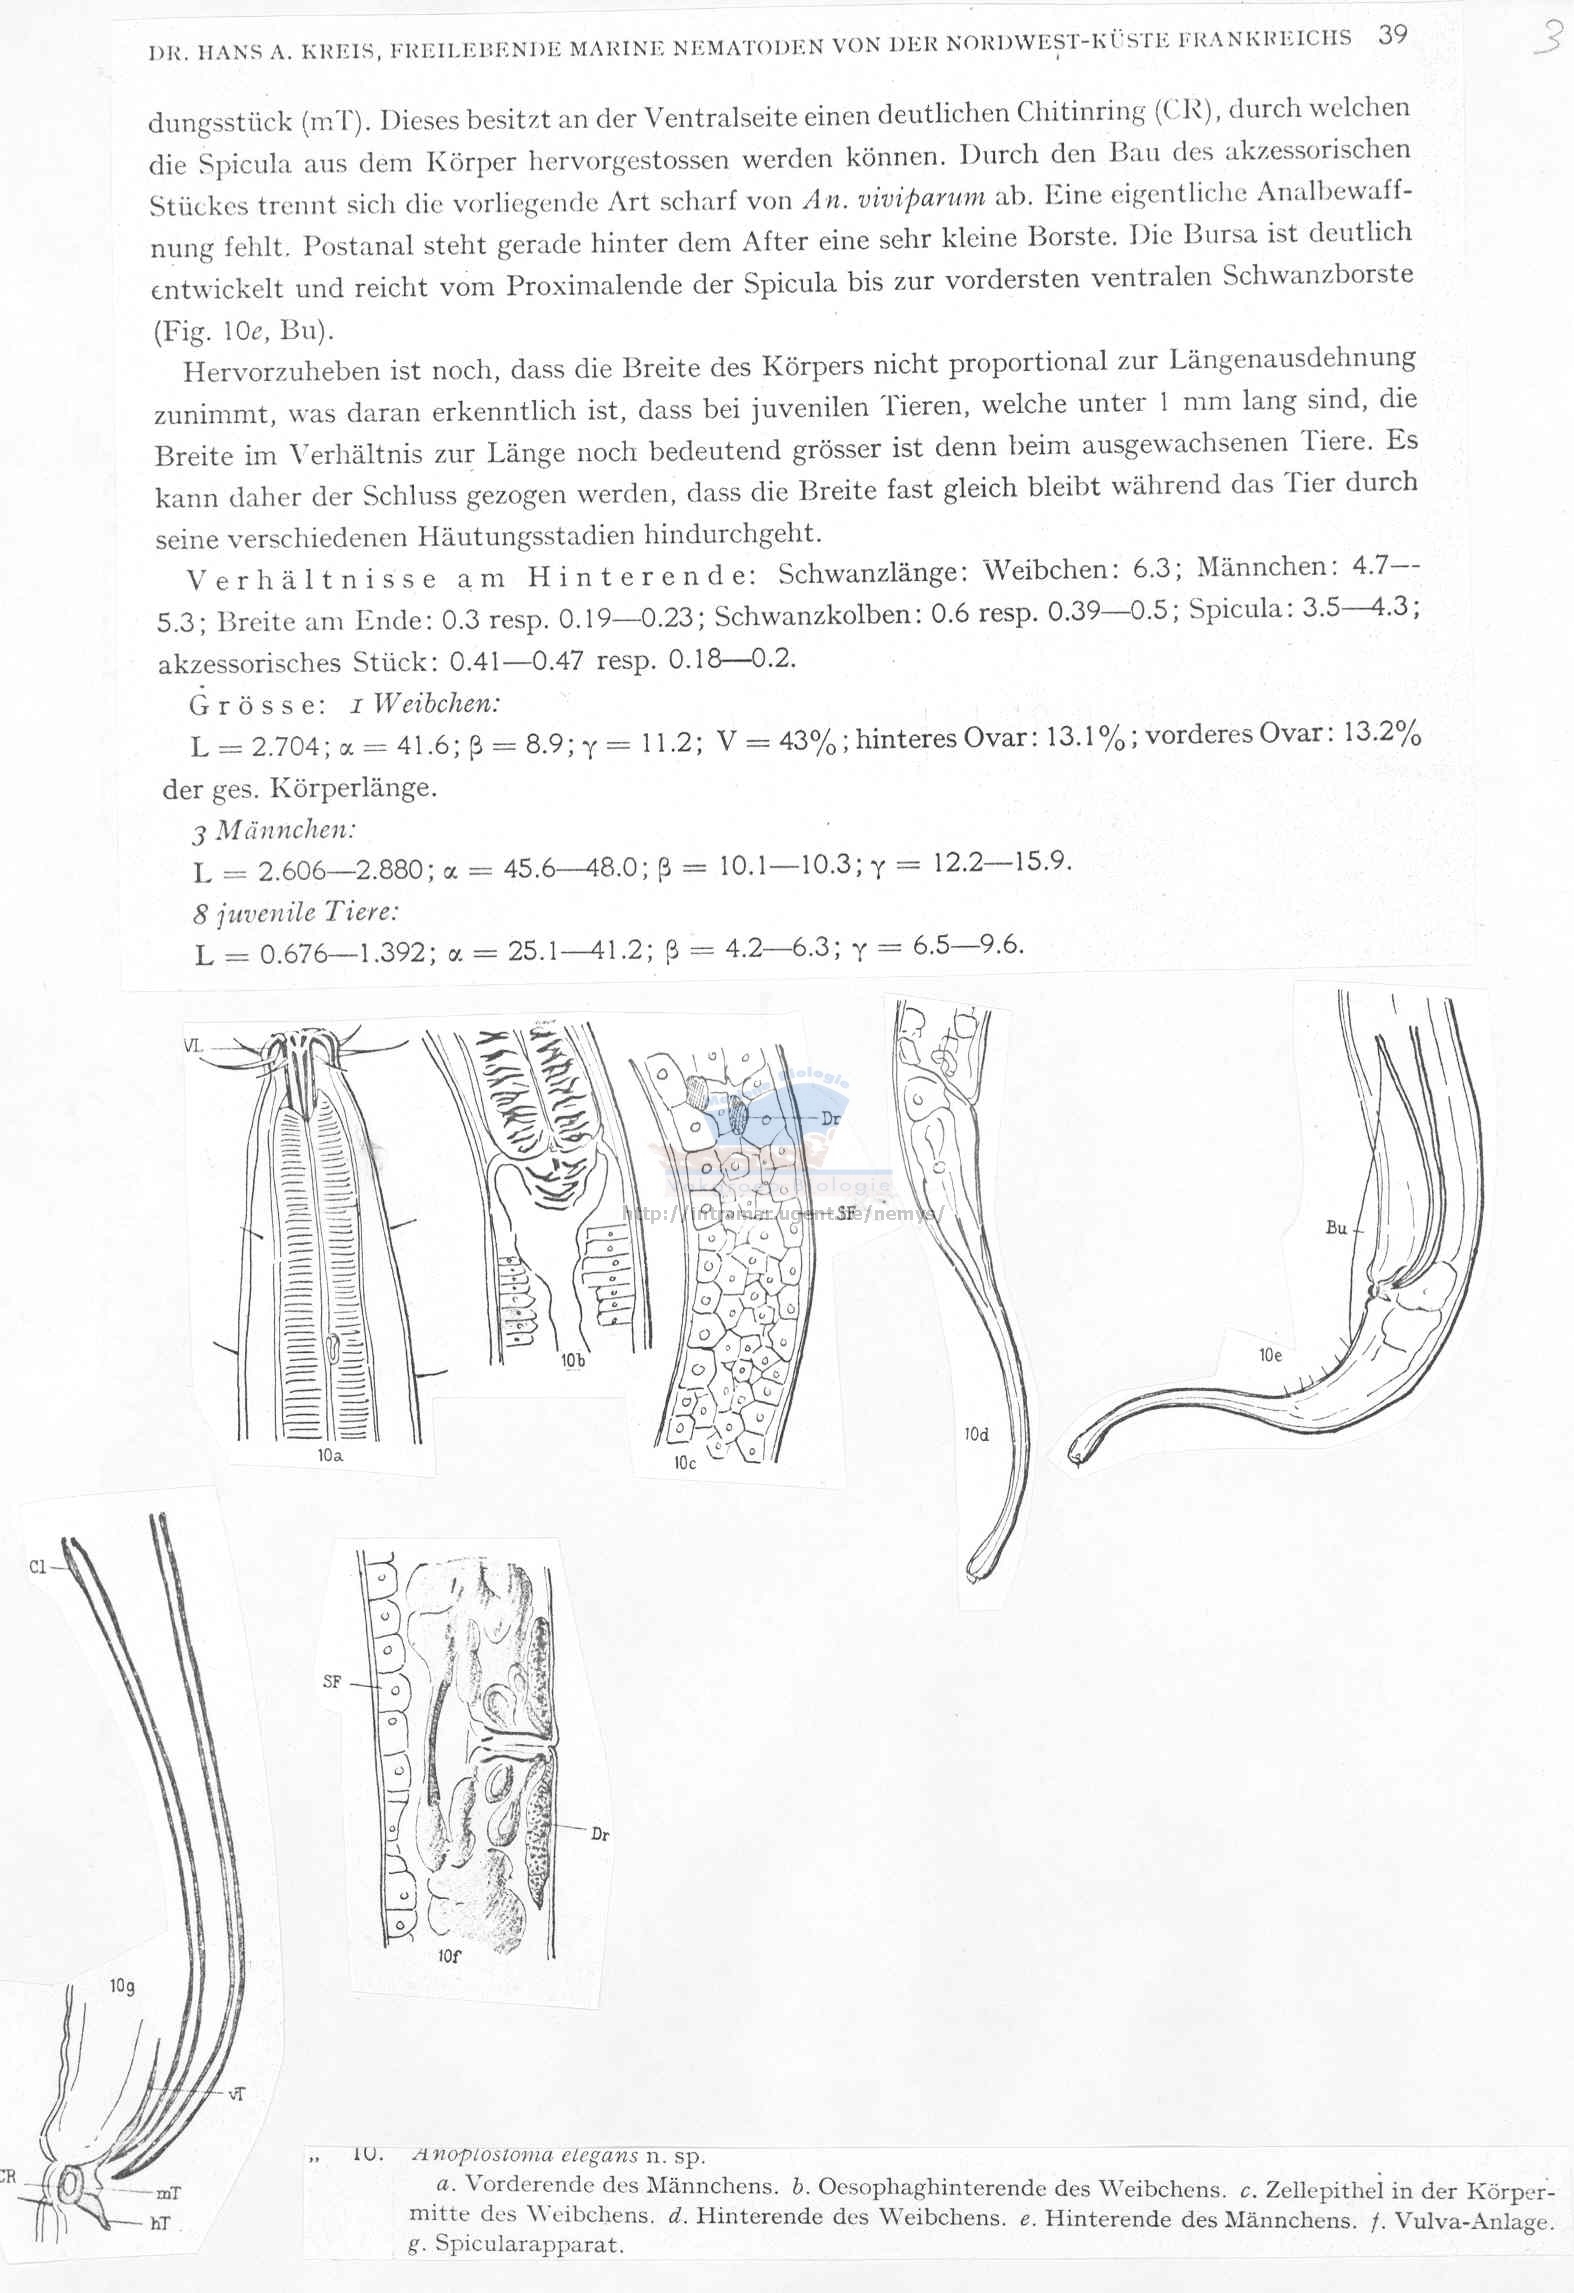 DR. HANS A. KREIS, FREILEBENDE MARINE NEMATODEN VON DER NORDWEST-KÜSTE FRANKREICHS 39
3
dungsstück (mT). Dieses besitzt an der Ventralseite einen deutlichen Chitinring (CR), durch welchen
die Spicula aus dem Körper hervorgestossen werden können. Durch den Bau des akzessorischen
Stückes trennt sich die vorliegende Art scharf von An. viviparum ab. Eine eigentliche Analbewaff-
nung fehlt. Postanal steht gerade hinter dem After eine sehr kleine Borste. Die Bursa ist deutlich
entwickelt und reicht vom Proximalende der Spicula bis zur vordersten ventralen Schwanzborste
(Fig. 10e, Bu).
Hervorzuheben ist noch, dass die Breite des Körpers nicht proportional zur Längenausdehnung
zunimmt, was daran erkenntlich ist, dass bei juvenilen Tieren, welche unter 1 mm lang sind, die
Breite im Verhältnis zur Länge noch bedeutend grösser ist denn beim ausgewachsenen Tiere. Es
kann daher der Schluss gezogen werden, dass die Breite fast gleich bleibt während das Tier durch
seine verschiedenen Häutungsstadien hindurchgeht.
Verhältnisse am Hinterende: Schwanzlänge: Weibchen: 6.3; Männchen: 4.7—
5.3; Breite am Ende: 0.3 resp. 0.19—0.23; Schwanzkolben: 0.6 resp. 0.39—0.5; Spicula: 3.5—4.3;
akzessorisches Stück: 0.41—0.47 resp. 0.18—0.2.
Grösse: 1 Weibchen:
L = 2.704; α = 41.6; β = 8.9; γ = 11.2; V = 43%; hinteres Ovar: 13.1%; vorderes Ovar: 13.2%
der ges. Körperlänge.
3 Männchen:
L = 2.606—2.880; α = 45.6—48.0; β = 10.1—10.3; γ = 12.2—15.9.
8 juvenile Tiere:
L = 0.676—1.392; α = 25.1—41.2; β = 4.2—6.3; γ = 6.5—9.6.
VL
Dr
SF
http://intramar.ugent.be/nemys/
Bu
10a
10b
10c
10d
10e
Cl
SF
Dr
10f
10g
vT
CR
mT
hT
„ 10. Anoplostoma elegans n. sp.
a. Vorderende des Männchens. b. Oesophaghinterende des Weibchens. c. Zellepithel in der Körper-
mitte des Weibchens. d. Hinterende des Weibchens. e. Hinterende des Männchens. f. Vulva-Anlage.
g. Spicularapparat.